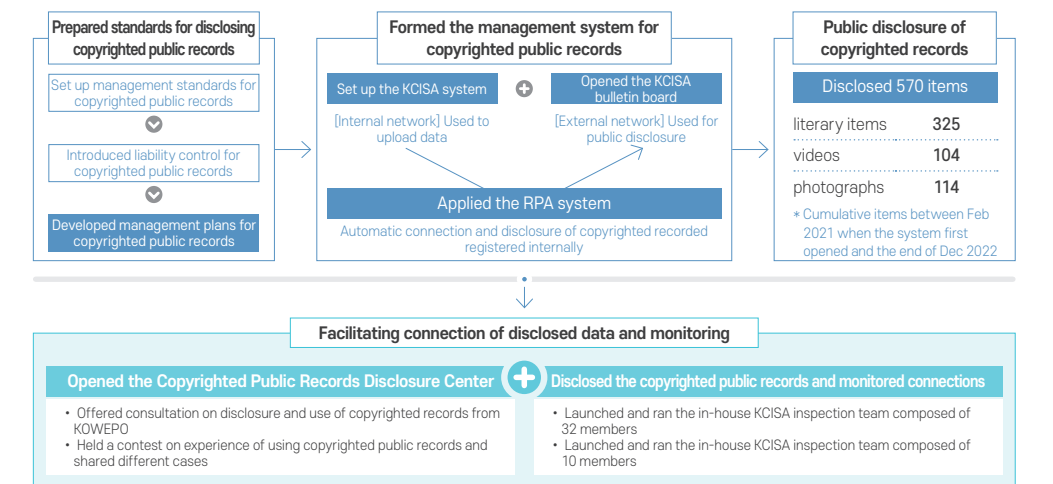 Prepared standards for disclosing
copyrighted public records
Set up management standards for
copyrighted public records
Introduced liability control for
copyrighted public records
Developed management plans for
copyrighted public records
Formed the management system for
copyrighted public records
Set up the KCISA system
Opened the KCISA
bulletin board
[Internal network] Used to
upload data
[External network] Used for
public disclosure
Applied the RPA system
Automatic connection and disclosure of copyrighted recorded
registered internally
Public disclosure of
copyrighted records
Disclosed 570 items
literary items 325
videos 104
photographs 114
* Cumulative items between Feb
2021 when the system first
opened and the end of Dec 2022
Facilitating connection of disclosed data and monitoring
Opened the Copyrighted Public Records Disclosure Center
• Offered consultation on disclosure and use of copyrighted records from
KOWEPO
• Held a contest on experience of using copyrighted public records and
shared different cases
Disclosed the copyrighted public records and monitored connections
• Launched and ran the in-house KCISA inspection team composed of
32 members
• Launched and ran the in-house KCISA inspection team composed of
10 members